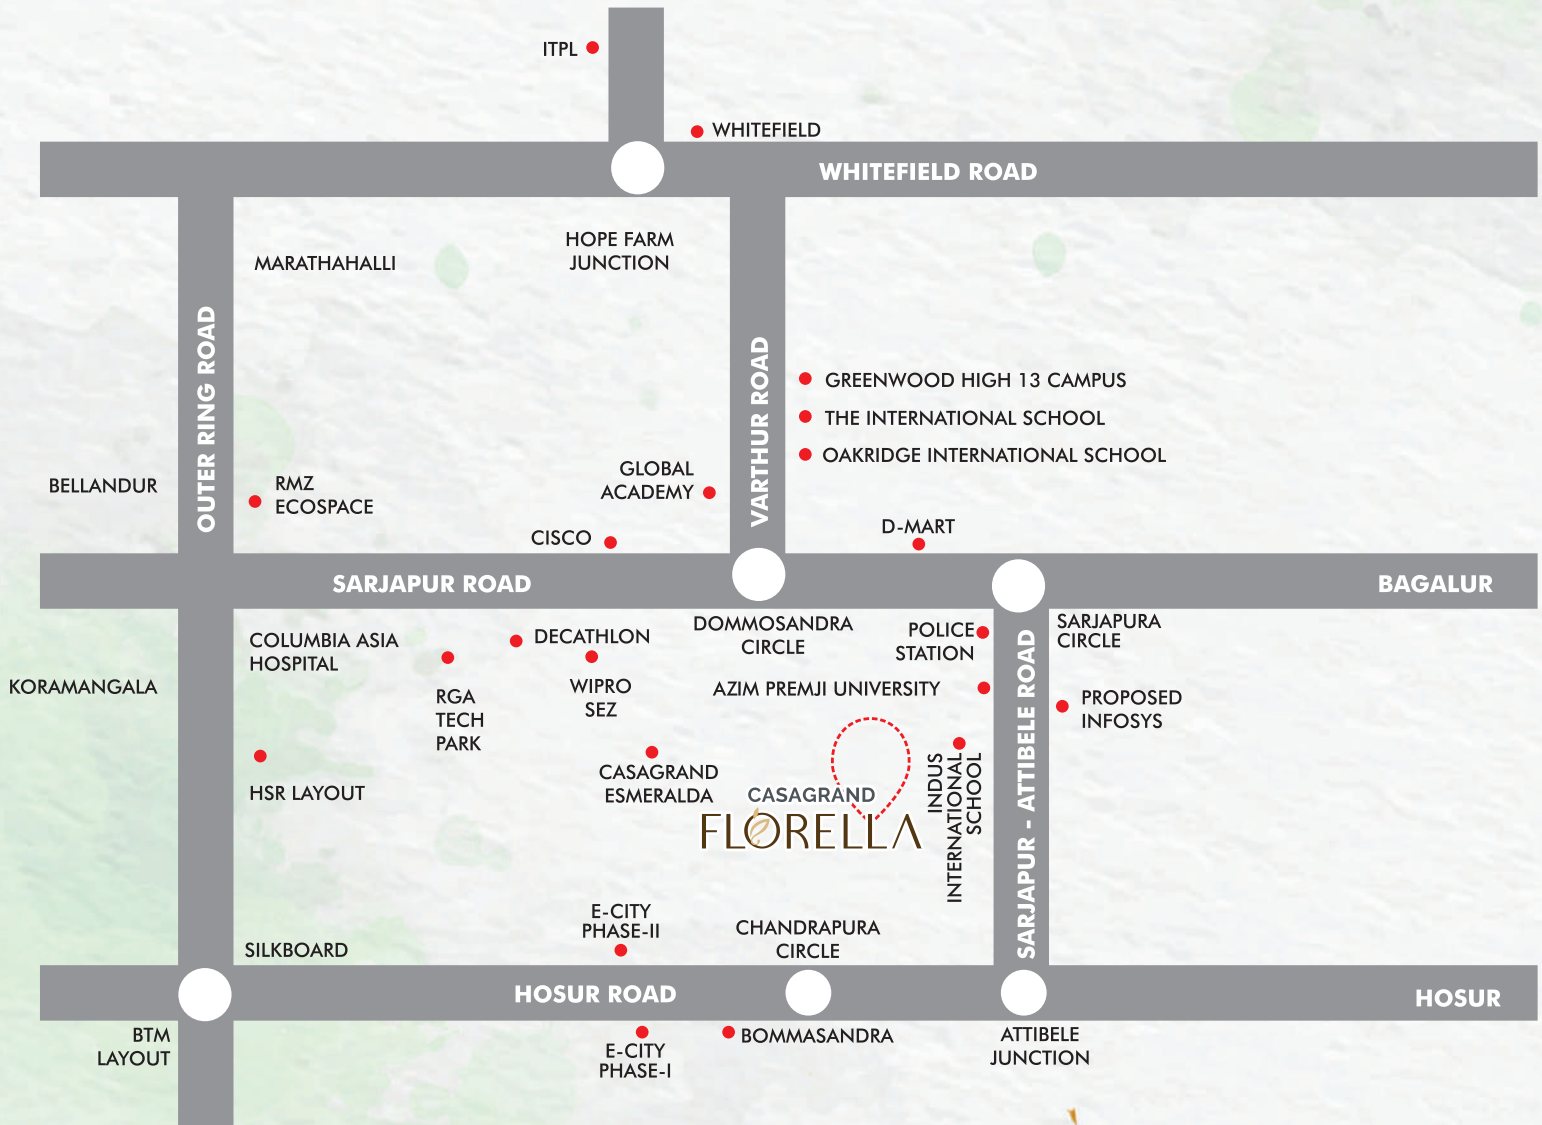 ITPL
WHITEFIELD
WHITEFIELD ROAD
HOPE FARM
JUNCTION
MARATHAHALLI
OUTER RING ROAD
VARTHUR ROAD
GREENWOOD HIGH 13 CAMPUS
THE INTERNATIONAL SCHOOL
OAKRIDGE INTERNATIONAL SCHOOL
BELLANDUR
RMZ
ECOSPACE
GLOBAL
ACADEMY
CISCO
D-MART
SARJAPUR ROAD
BAGALUR
COLUMBIA ASIA
HOSPITAL
DECATHLON
DOMMOSANDRA
CIRCLE
POLICE
STATION
SARJAPURA
CIRCLE
KORAMANGALA
RGA
TECH
PARK
WIPRO
SEZ
AZIM PREMJI UNIVERSITY
PROPOSED
INFOSYS
SARJAPUR - ATTIBELE ROAD
HSR LAYOUT
CASAGRAND
ESMERALDA
CASAGRAND
FLORELLA
INDUS
INTERNATIONAL
SCHOOL
E-CITY
PHASE-II
CHANDRAPURA
CIRCLE
SILKBOARD
HOSUR ROAD
HOSUR
BTM
LAYOUT
E-CITY
PHASE-I
BOMMASANDRA
ATTIBELE
JUNCTION